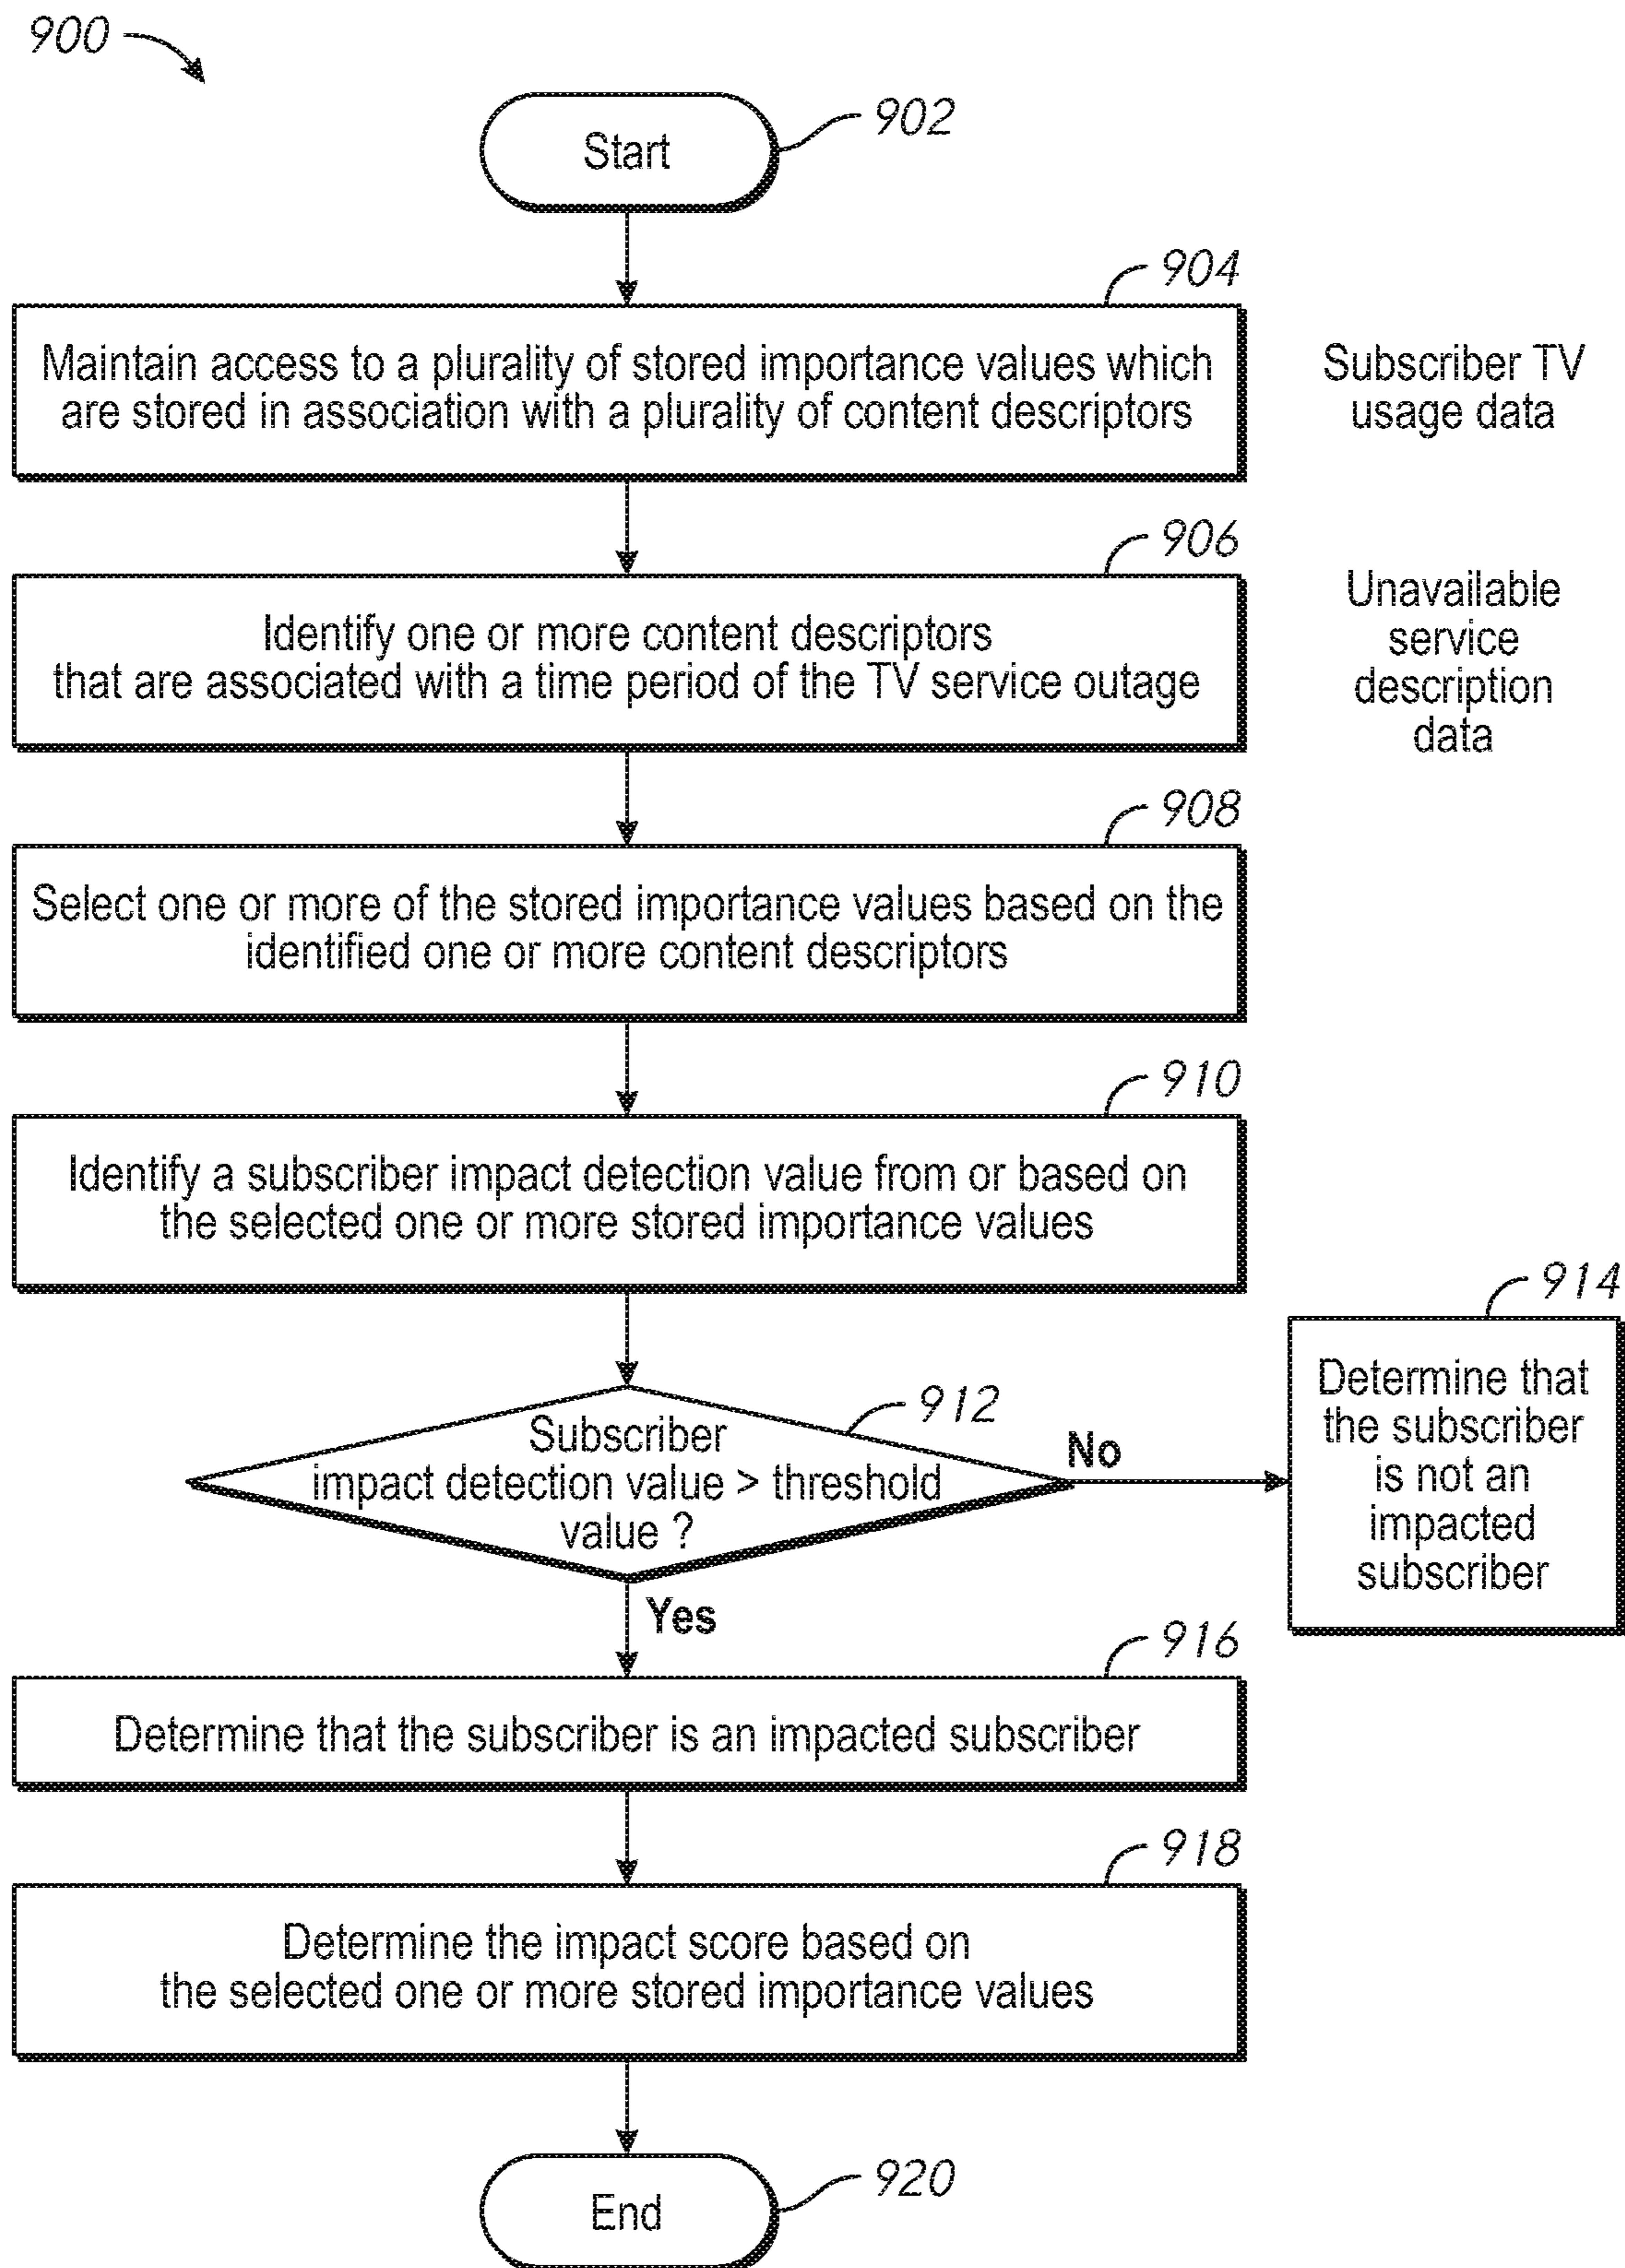 900
Start
902
904
Maintain access to a plurality of stored importance values which
are stored in association with a plurality of content descriptors
Subscriber TV
usage data
906
Identify one or more content descriptors
that are associated with a time period of the TV service outage
Unavailable
service
description
data
908
Select one or more of the stored importance values based on the
identified one or more content descriptors
910
Identify a subscriber impact detection value from or based on
the selected one or more stored importance values
912
Subscriber
impact detection value > threshold
value ?
No
914
Determine that
the subscriber
is not an
impacted
subscriber
Yes
916
Determine that the subscriber is an impacted subscriber
918
Determine the impact score based on
the selected one or more stored importance values
End
920